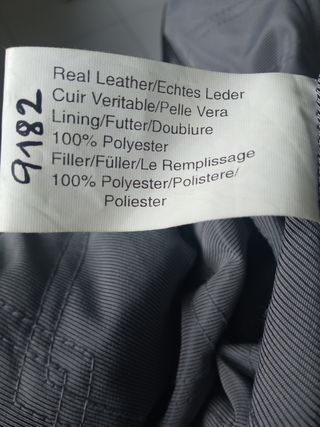 Real Leather/Echtes Leder
Cuir Veritable/Pelle Vera
Lining/Futter/Doublure
100% Polyester
Filler/Füller/Le Remplissage
100% Polyester/Polistere/
Poliester
9182